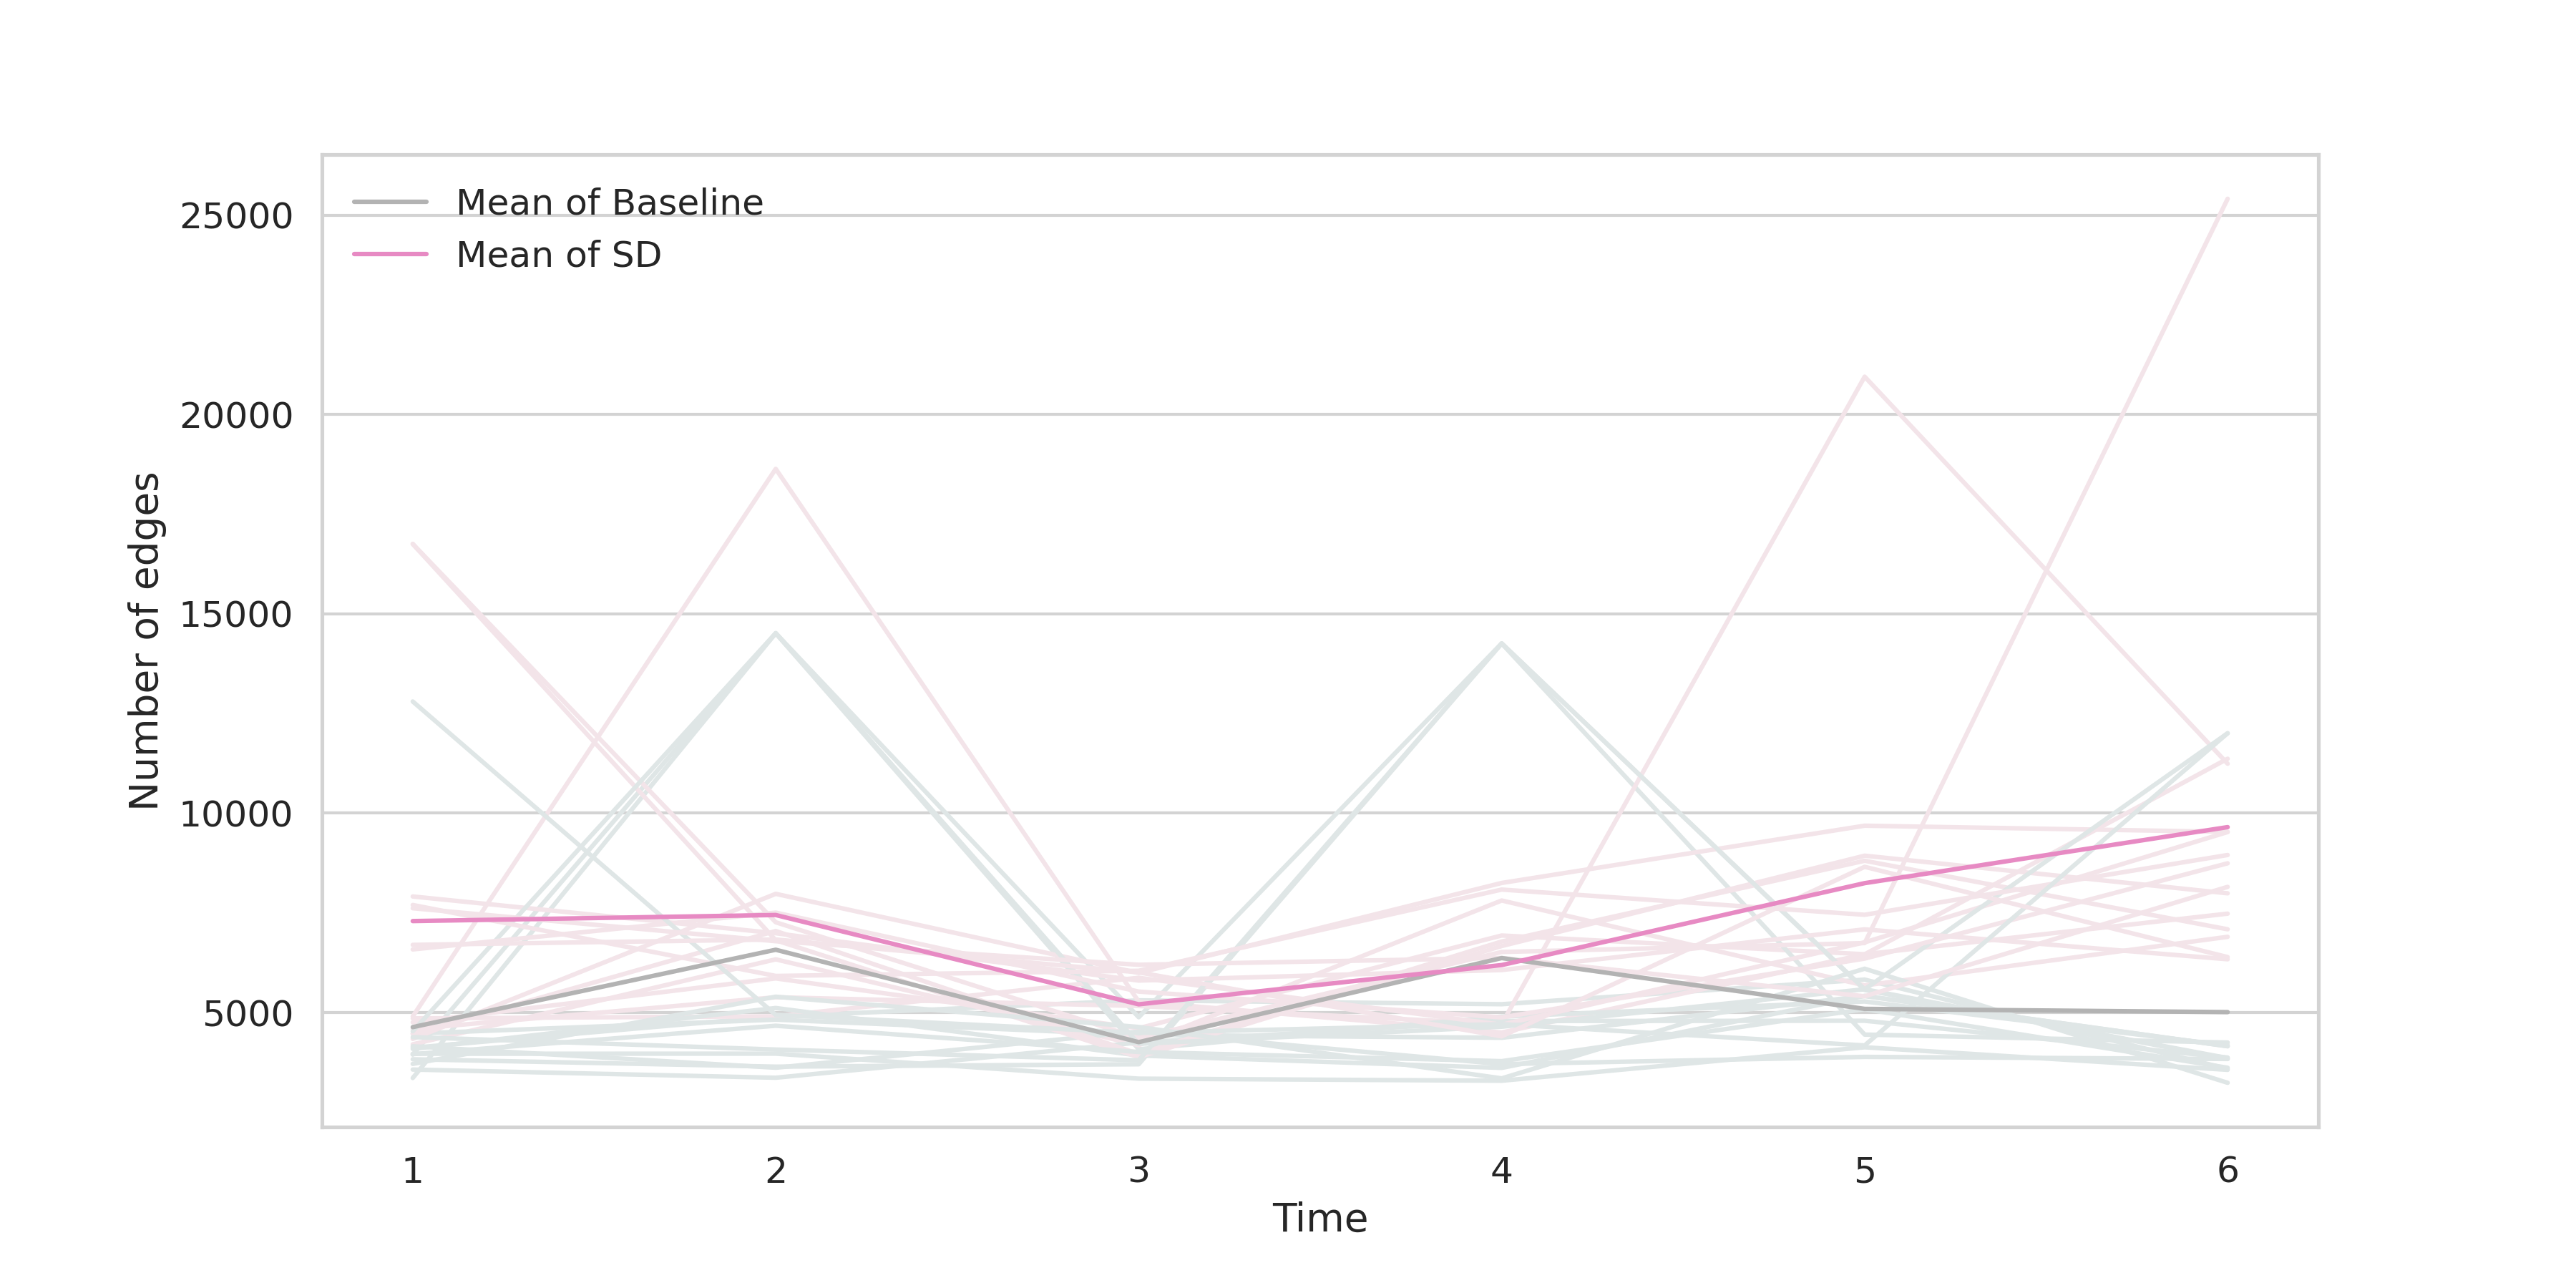 Mean of Baseline
Mean of SD
25000
20000
15000
10000
5000
Number of edges
1 2 3 4 5 6
Time